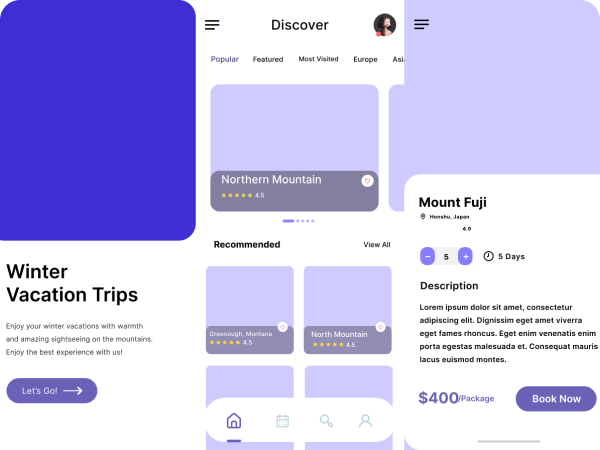 Winter
Vacation Trips
Enjoy your winter vacations with warmth
and amazing sightseeing on the mountains.
Enjoy the best experience with us!
Let's Go!
Discover
Popular Featured Most Visited Europe Asi
Northern Mountain
4.5
Recommended View All
Greenough, Montana
4.5
North Mountain
4.5
Mount Fuji
Honshu, Japan
4.9
− 5 + 5 Days
Description
Lorem ipsum dolor sit amet, consectetur
adipiscing elit. Dignissim eget amet viverra
eget fames rhoncus. Eget enim venenatis enim
porta egestas malesuada et. Consequat mauris
lacus euismod montes.
$400/Package
Book Now